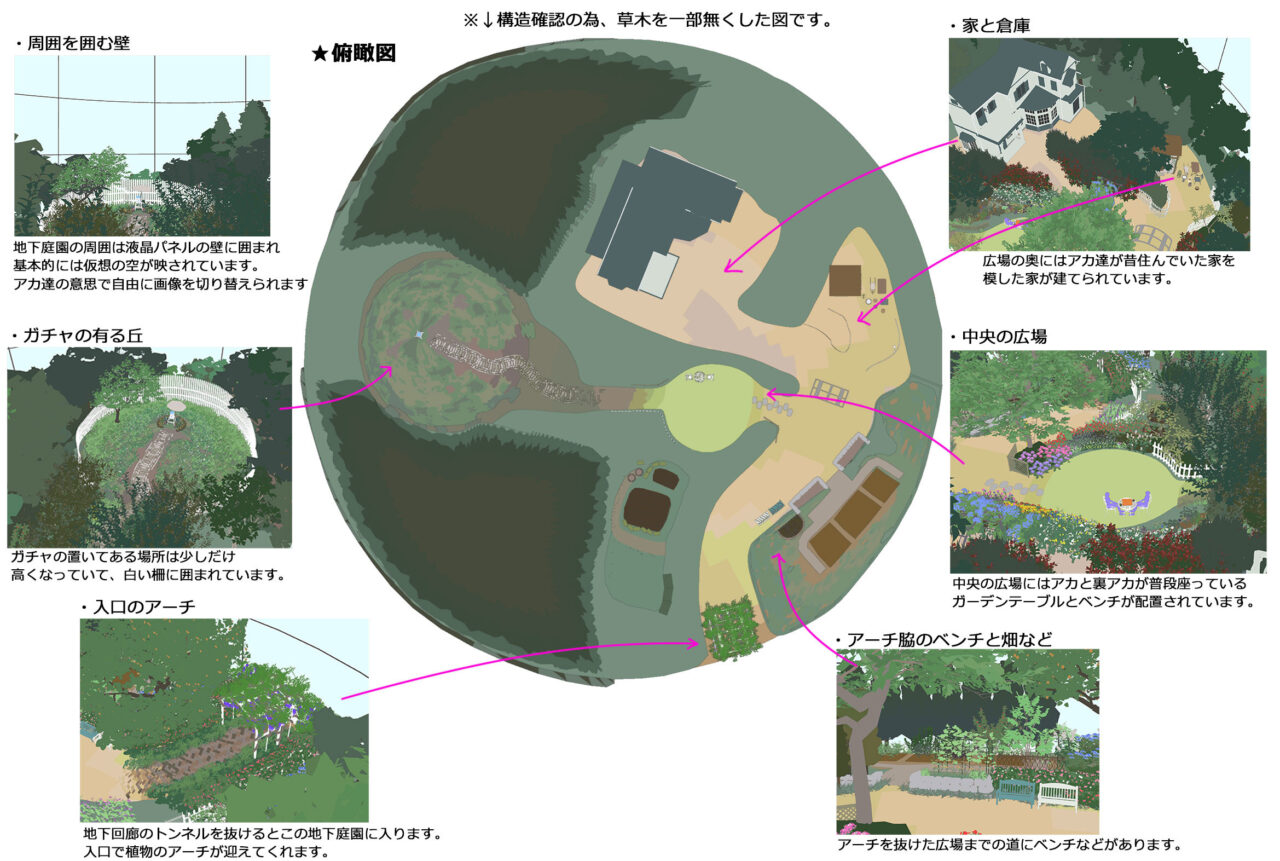 ※↓構造確認の為、草木を一部無くした図です。
★俯瞰図
・周囲を囲む壁
地下庭園の周囲は液晶パネルの壁に囲まれ
基本的には仮想の空が映されています。
アカ達の意思で自由に画像を切り替えられます
・ガチャの有る丘
ガチャの置いてある場所は少しだけ
高くなっていて、白い柵に囲まれています。
・入口のアーチ
地下回廊のトンネルを抜けるとこの地下庭園に入ります。
入口で植物のアーチが迎えてくれます。
・家と倉庫
広場の奥にはアカ達が昔住んでいた家を
模した家が建てられています。
・中央の広場
中央の広場にはアカと裏アカが普段座っている
ガーデンテーブルとベンチが配置されています。
・アーチ脇のベンチと畑など
アーチを抜けた広場までの道にベンチなどがあります。